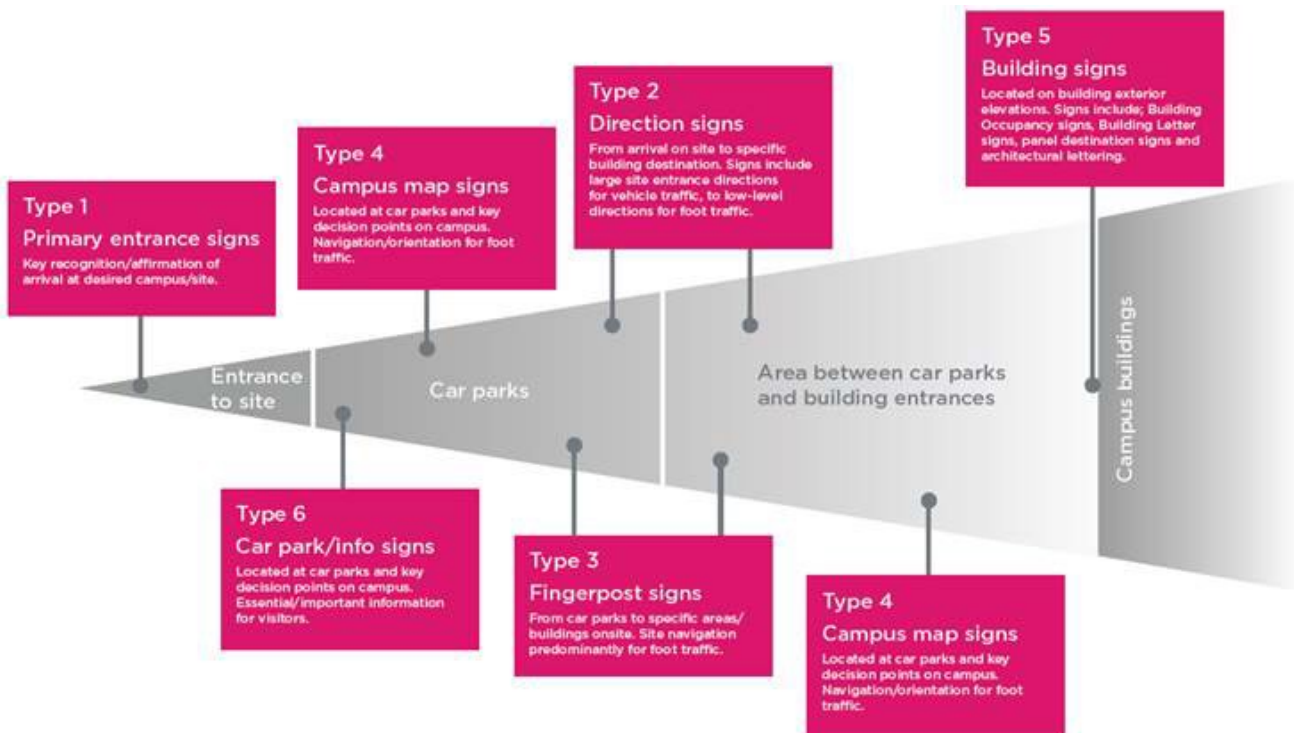 Type 1
Primary entrance signs
Key recognition/affirmation of
arrival at desired campus/site.
Type 4
Campus map signs
Located at car parks and key
decision points on campus.
Navigation/orientation for foot
traffic.
Type 2
Direction signs
From arrival on site to specific
building destination. Signs include
large site entrance directions
for vehicle traffic, to low-level
directions for foot traffic.
Type 5
Building signs
Located on building exterior
elevations. Signs include; Building
Occupancy signs, Building Letter
signs, panel destination signs and
architectural lettering.
Entrance
to site
Car parks
Area between car parks
and building entrances
Campus buildings
Type 6
Car park/info signs
Located at car parks and key
decision points on campus.
Essential/important information
for visitors.
Type 3
Fingerpost signs
From car parks to specific areas/
buildings onsite. Site navigation
predominantly for foot traffic.
Type 4
Campus map signs
Located at car parks and key
decision points on campus.
Navigation/orientation for foot
traffic.